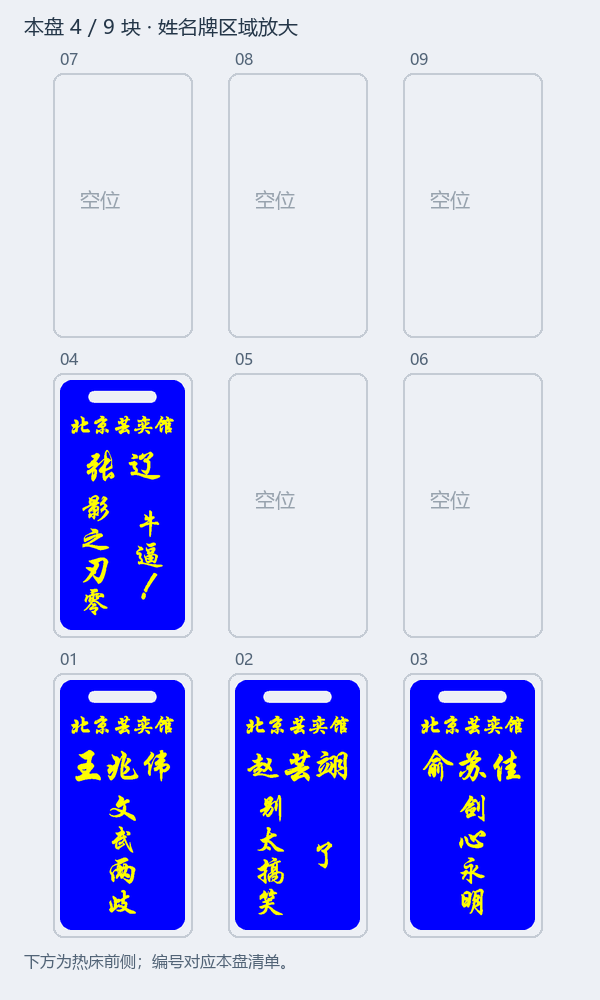 本盘 4 / 9 块 · 姓名牌区域放大
07
08
09
空位
空位
空位
04
05
06
北京芸奕馆
张辽
影之刃零
牛逼！
空位
空位
01
02
03
北京芸奕馆
王兆伟
文武两歧
北京芸奕馆
赵芸翊
别太搞笑
了
北京芸奕馆
俞苏佳
剑心永明
下方为热床前侧；编号对应本盘清单。